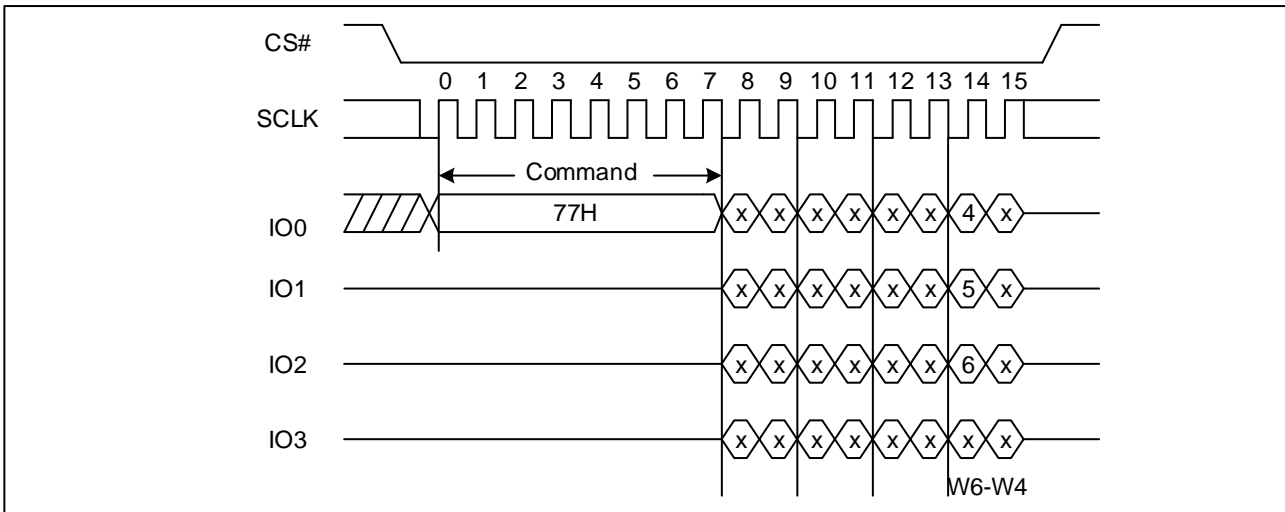 CS#
0 1 2 3 4 5 6 7 8 9 10 11 12 13 14 15
SCLK
Command
IO0 77H x x x x x x 4 x
IO1 x x x x x x 5 x
IO2 x x x x x x 6 x
IO3 x x x x x x x x
W6-W4